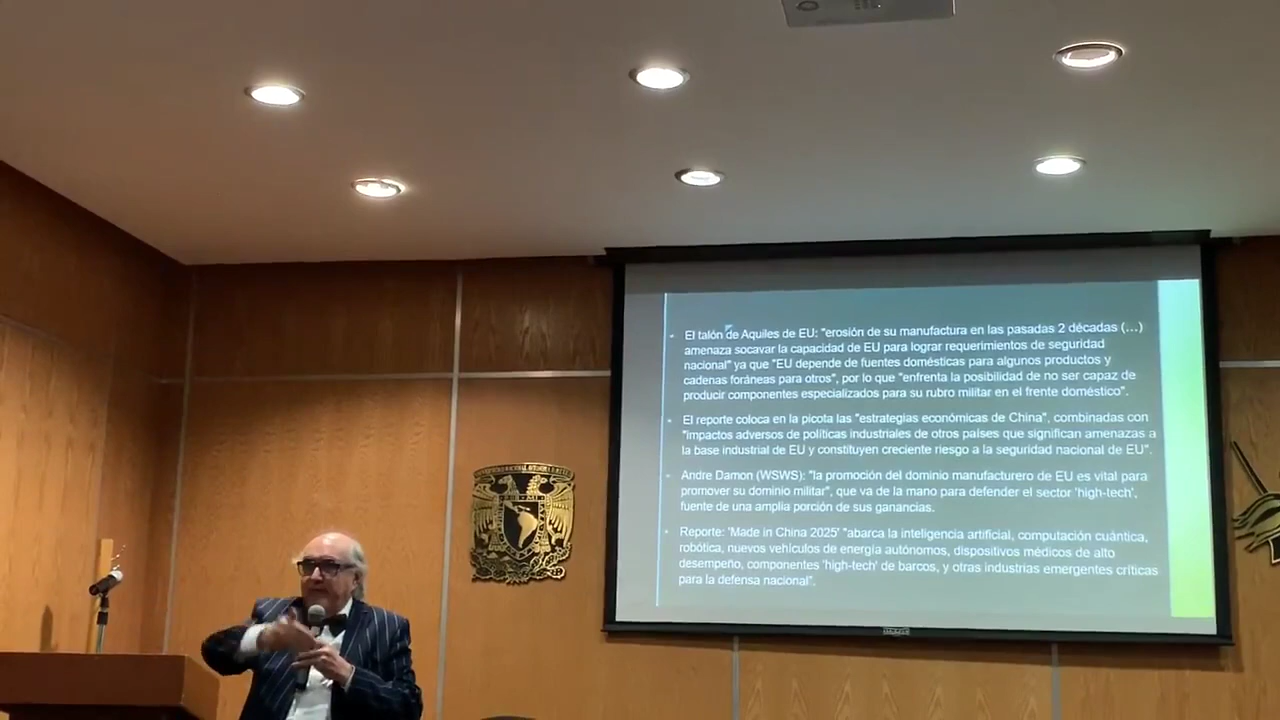 El talón de Aquiles de EU: "erosión de su manufactura en las pasadas 2 décadas (...)
amenaza socavar la capacidad de EU para lograr requerimientos de seguridad
nacional" ya que "EU depende de fuentes domésticas para algunos productos y
cadenas foráneas para otros", por lo que "enfrenta la posibilidad de no ser capaz de
producir componentes especializados para su rubro militar en el frente doméstico".
El reporte coloca en la picota las "estrategias económicas de China", combinadas con
"impactos adversos de políticas industriales de otros países que significan amenazas a
la base industrial de EU y constituyen creciente riesgo a la seguridad nacional de EU".
Andre Damon (WSWS): "la promoción del dominio manufacturero de EU es vital para
promover su dominio militar", que va de la mano para defender el sector 'high-tech',
fuente de una amplia porción de sus ganancias.
Reporte: 'Made in China 2025' "abarca la inteligencia artificial, computación cuántica,
robótica, nuevos vehículos de energía autónomos, dispositivos médicos de alto
desempeño, componentes 'high-tech' de barcos, y otras industrias emergentes críticas
para la defensa nacional".